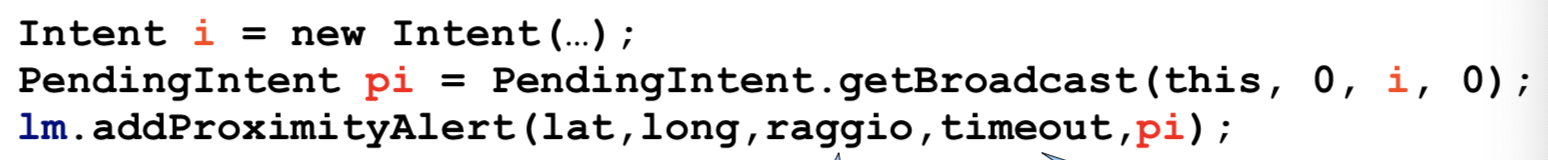 Intent i = new Intent(…);
PendingIntent pi = PendingIntent.getBroadcast(this, 0, i, 0);
lm.addProximityAlert(lat,long,raggio,timeout,pi);